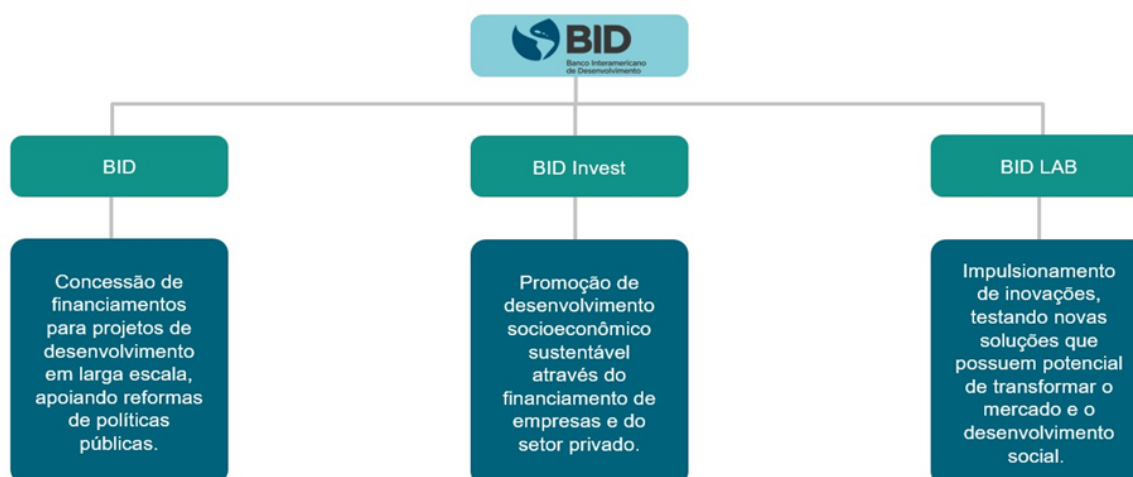 BID
Banco Interamericano
de Desenvolvimento
BID
BID Invest
BID LAB
Concessão de
financiamentos
para projetos de
desenvolvimento
em larga escala,
apoiando reformas
de políticas
públicas.
Promoção de
desenvolvimento
socioeconômico
sustentável
através do
financiamento de
empresas e do
setor privado.
Impulsionamento
de inovações,
testando novas
soluções que
possuem potencial
de transformar o
mercado e o
desenvolvimento
social.